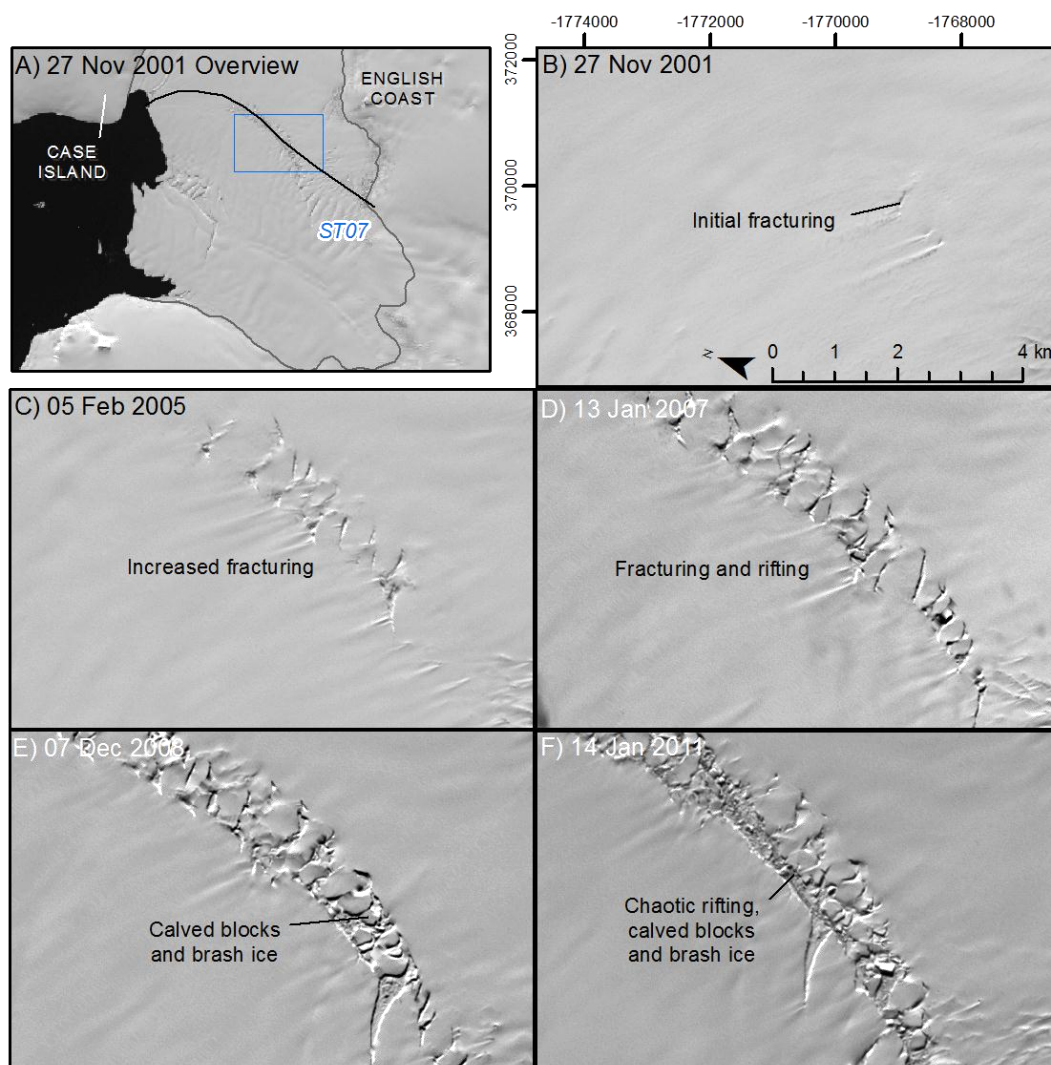 -1774000 -1772000 -1770000 -1768000
A) 27 Nov 2001 Overview
ENGLISH
COAST
CASE
ISLAND
ST07
372000
370000
368000
B) 27 Nov 2001
Initial fracturing
N
0 1 2 4 km
C) 05 Feb 2005
Increased fracturing
D) 13 Jan 2007
Fracturing and rifting
E) 07 Dec 2008
Calved blocks
and brash ice
F) 14 Jan 2011
Chaotic rifting,
calved blocks
and brash ice